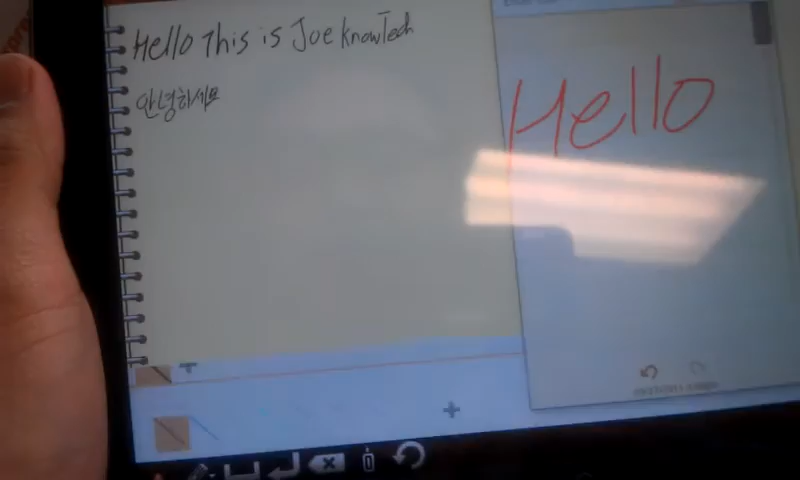 Hello This is Joe knowTech
안녕하세요
Hello